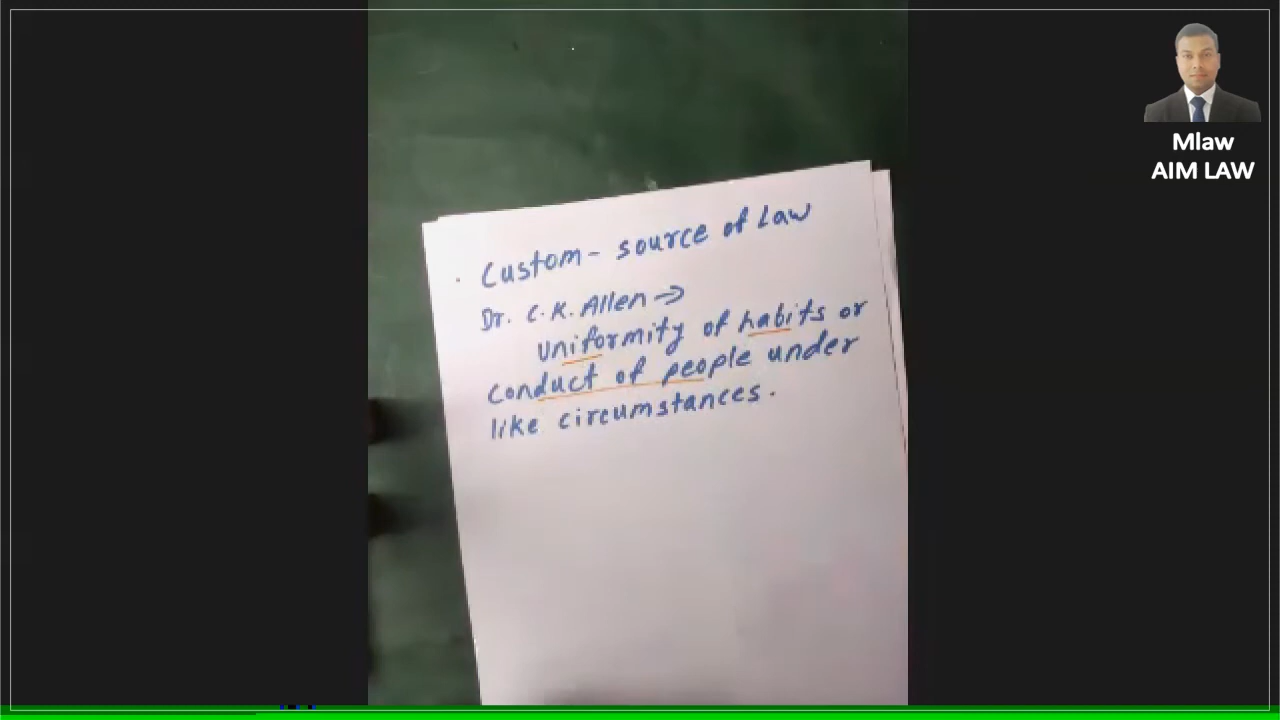 Custom - source of Law
Dr. C.K. Allen →
uniformity of habits or
conduct of people under
like circumstances.
Mlaw
AIM LAW